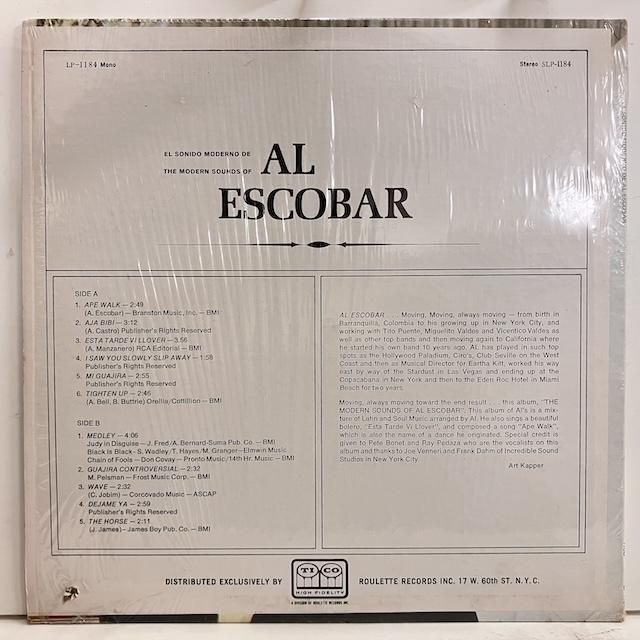 LP-1184 Mono
Stereo SLP-1184
EL SONIDO MODERNO DE
THE MODERN SOUNDS OF
AL
ESCOBAR
SIDE A
1. APE WALK — 2:49
(A. Escobar) — Branston Music, Inc. — BMI
2. AJA BIBI — 3:12
(A. Castro) Publisher's Rights Reserved
3. ESTA TARDE VI LLOVER — 3:56
(A. Manzanero) RCA Editorial — BMI
4. I SAW YOU SLOWLY SLIP AWAY — 1:58
Publisher's Rights Reserved
5. MI GUAJIRA — 2:55
Publisher's Rights Reserved
6. TIGHTEN UP — 2:46
(A. Bell, B. Buttrie) Orellia/Cotillion — BMI
SIDE B
1. MEDLEY — 4:06
Judy in Disguise — J. Fred/A. Bernard-Suma Pub. Co. — BMI
Black is Black — S. Wadley/T. Hayes/M. Granger — Elmwin Music
Chain of Fools — Don Covay — Pronto Music/14th Hr. Music — BMI
2. GUAJIRA CONTROVERSIAL — 2:32
M. Pelsman — Frost Music Corp. — BMI
3. WAVE — 2:32
(C. Jobim) — Corcovado Music — ASCAP
4. DEJAME YA — 2:59
Publisher's Rights Reserved
5. THE HORSE — 2:11
(J. James) — James Boy Pub. Co. — BMI
AL ESCOBAR . . . Moving, Moving, always moving — from birth in
Barranquilla, Colombia to his growing up in New York City, and
working with Tito Puente, Miguelito Valdes and Vicentico Valdes as
well as other top bands and then moving again to California where
he started his own band 10 years ago, AL has played in such top
spots as the Hollywood Paladium, Ciro's, Club Seville on the West
Coast and then as Musical Director for Eartha Kitt, worked his way
east by way of the Stardust in Las Vegas and ending up at the
Copacabana in New York and then to the Eden Roc Hotel in Miami
Beach for two years.
Always moving, moving toward the end result . . . this album, "THE
MODERN SOUNDS OF AL ESCOBAR". This album of Al's is a mix-
ture of Latin and Soul Music arranged by Al. He also sings a beautiful
bolero, "Esta Tarde Vi Llover", and composed a song "Ape Walk",
which is also the name of a dance he originated. Special credit is
given to Pete Bonet and Ray Pedaza who are the vocalists on this
album and thanks to Joe Venneri and Frank Dahm of Incredible Sound
Studios in New York City.
Art Kapper
DISTRIBUTED EXCLUSIVELY BY
TICO
HIGH FIDELITY
A DIVISION OF ROULETTE RECORDS INC.
ROULETTE RECORDS INC. 17 W. 60th ST. N.Y.C.